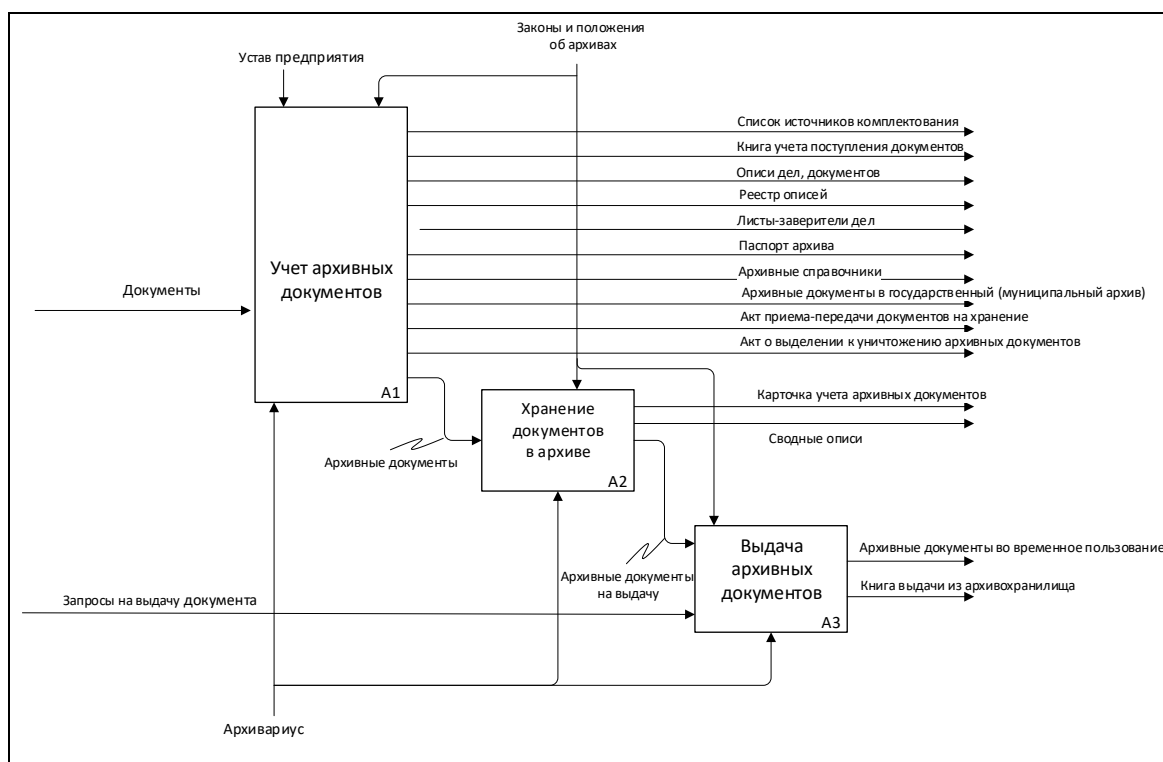 Законы и положения
об архивах
Устав предприятия
Список источников комплектования
Книга учета поступления документов
Описи дел, документов
Реестр описей
Листы-заверители дел
Паспорт архива
Учет архивных
документов
Архивные справочники
Документы
Архивные документы в государственный (муниципальный архив)
Акт приема-передачи документов на хранение
Акт о выделении к уничтожению архивных документов
А1
Карточка учета архивных документов
Хранение
документов
в архиве
Сводные описи
Архивные документы
А2
Выдача
архивных
документов
Архивные документы во временное пользование
Архивные документы
на выдачу
Книга выдачи из архивохранилища
Запросы на выдачу документа
А3
Архивариус